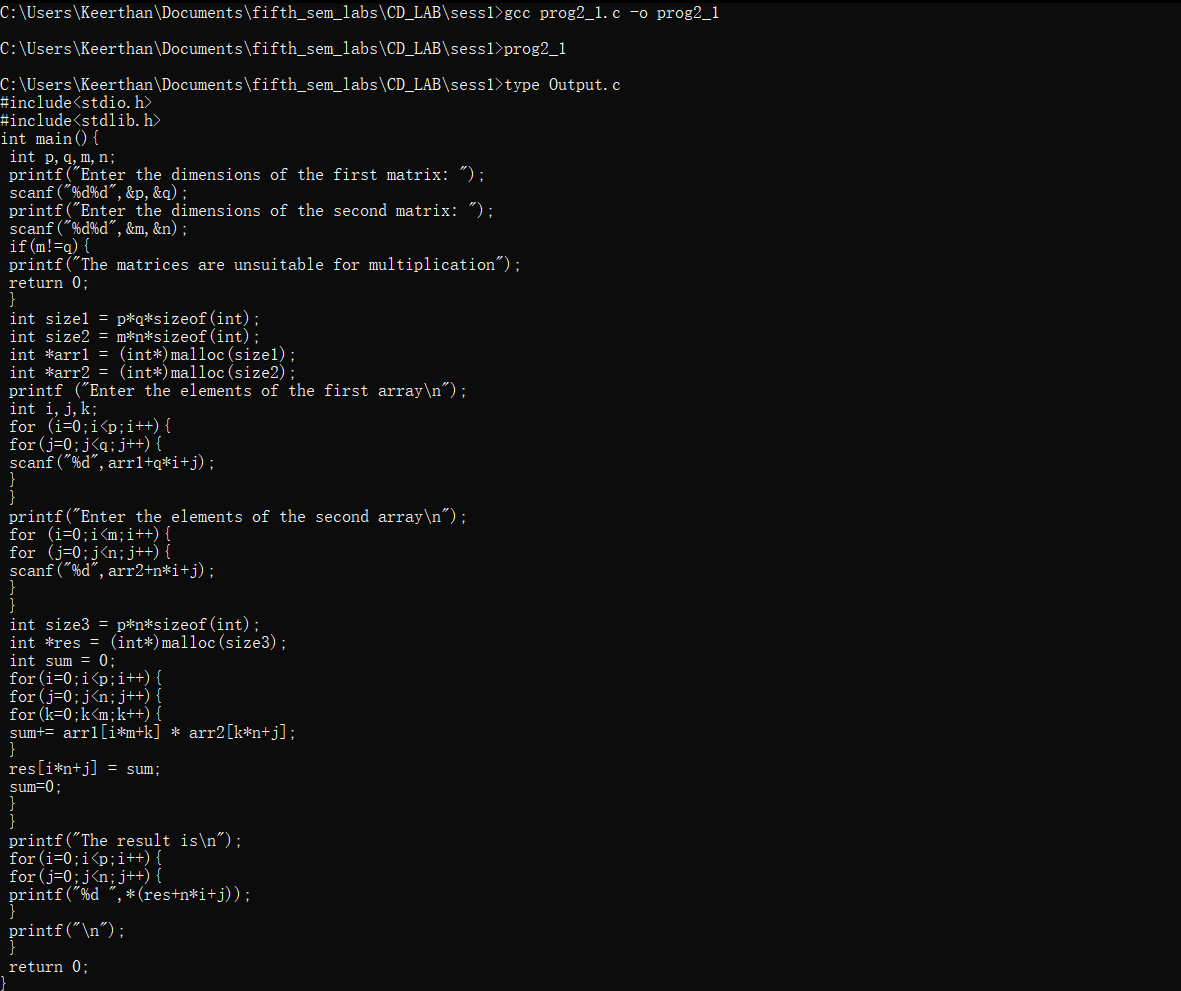 C:\Users\Keerthan\Documents\fifth_sem_labs\CD_LAB\sess1>gcc prog2_1.c -o prog2_1
C:\Users\Keerthan\Documents\fifth_sem_labs\CD_LAB\sess1>prog2_1
C:\Users\Keerthan\Documents\fifth_sem_labs\CD_LAB\sess1>type Output.c
#include<stdio.h>
#include<stdlib.h>
int main(){
 int p,q,m,n;
 printf("Enter the dimensions of the first matrix: ");
 scanf("%d%d",&p,&q);
 printf("Enter the dimensions of the second matrix: ");
 scanf("%d%d",&m,&n);
 if(m!=q){
 printf("The matrices are unsuitable for multiplication");
 return 0;
 }
 int size1 = p*q*sizeof(int);
 int size2 = m*n*sizeof(int);
 int *arr1 = (int*)malloc(size1);
 int *arr2 = (int*)malloc(size2);
 printf ("Enter the elements of the first array\n");
 int i,j,k;
 for (i=0;i<p;i++){
 for(j=0;j<q;j++){
 scanf("%d",arr1+q*i+j);
 }
 }
 printf("Enter the elements of the second array\n");
 for (i=0;i<m;i++){
 for (j=0;j<n;j++){
 scanf("%d",arr2+n*i+j);
 }
 }
 int size3 = p*n*sizeof(int);
 int *res = (int*)malloc(size3);
 int sum = 0;
 for(i=0;i<p;i++){
 for(j=0;j<n;j++){
 for(k=0;k<m;k++){
 sum+= arr1[i*m+k] * arr2[k*n+j];
 }
 res[i*n+j] = sum;
 sum=0;
 }
 }
 printf("The result is\n");
 for(i=0;i<p;i++){
 for(j=0;j<n;j++){
 printf("%d ",*(res+n*i+j));
 }
 printf("\n");
 }
 return 0;
}